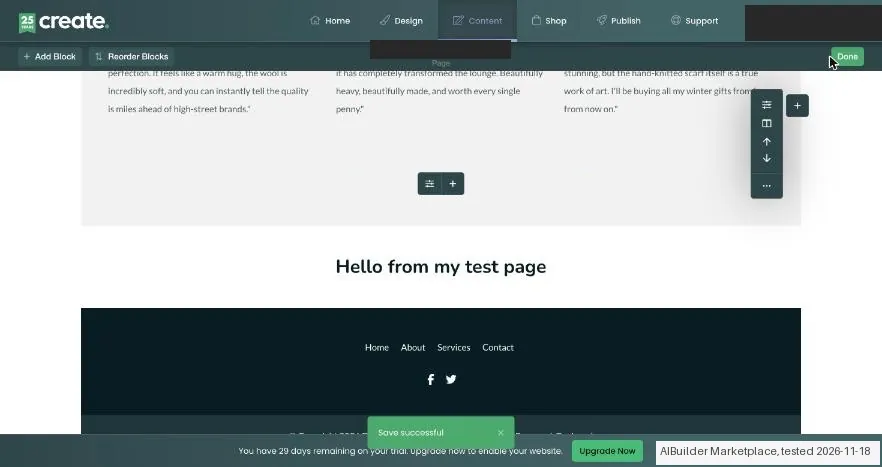 25 YEARS
create.
Home
Design
Content
Shop
Publish
Support
+ Add Block
Reorder Blocks
Page
Done
perfection. It feels like a warm hug, the wool is
incredibly soft, and you can instantly tell the quality
is miles ahead of high-street brands."
it has completely transformed the lounge. Beautifully
heavy, beautifully made, and worth every single
penny."
stunning, but the hand-knitted scarf itself is a true
work of art. I'll be buying all my winter gifts from
from now on."
Hello from my test page
Home About Services Contact
Save successful
You have 29 days remaining on your trial. Upgrade now to enable your website.
Upgrade Now
AIBuilder Marketplace, tested 2026-11-18